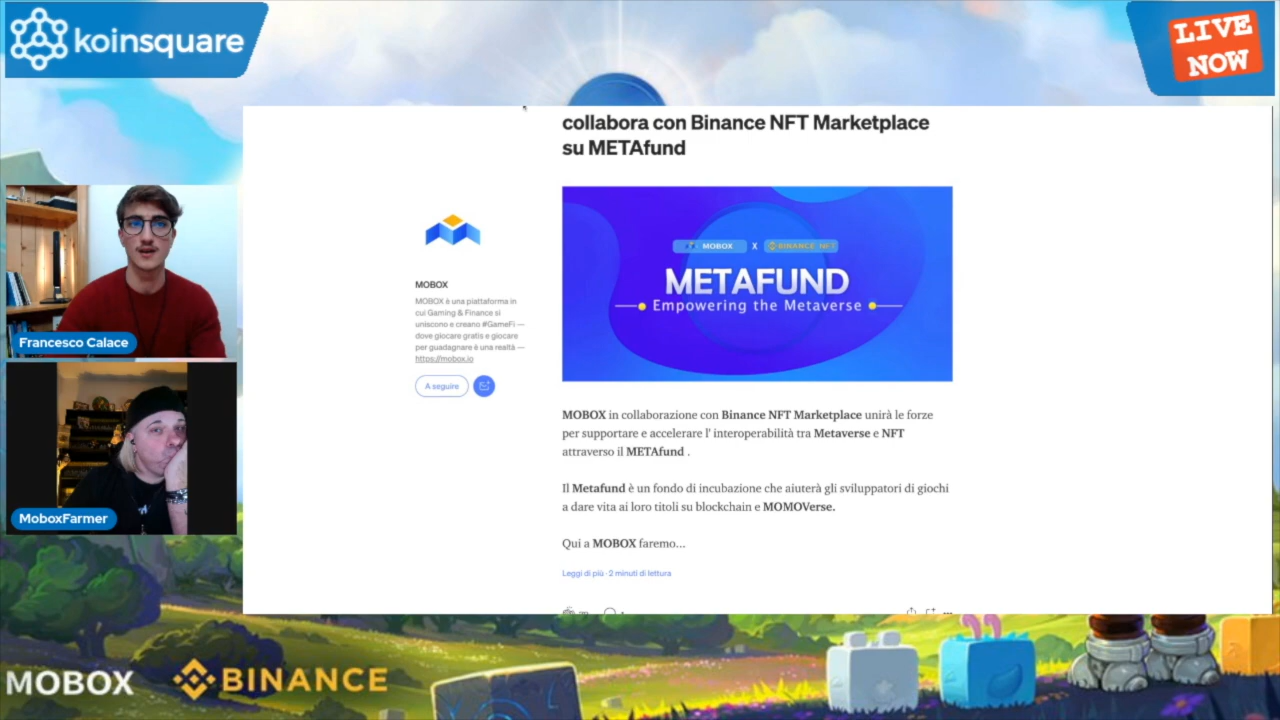 koinsquare
LIVE
NOW
collabora con Binance NFT Marketplace
su METAfund
MOBOX X BINANCE NFT
METAFUND
Empowering the Metaverse
MOBOX
MOBOX è una piattaforma in
cui Gaming & Finance si
uniscono e creano #GameFi —
dove giocare gratis e giocare
per guadagnare è una realtà —
https://mobox.io
A seguire
MOBOX in collaborazione con Binance NFT Marketplace unirà le forze
per supportare e accelerare l' interoperabilità tra Metaverse e NFT
attraverso il METAfund .
Il Metafund è un fondo di incubazione che aiuterà gli sviluppatori di giochi
a dare vita ai loro titoli su blockchain e MOMOVerse.
Qui a MOBOX faremo...
Leggi di più · 2 minuti di lettura
Francesco Calace
MoboxFarmer
MOBOX
BINANCE